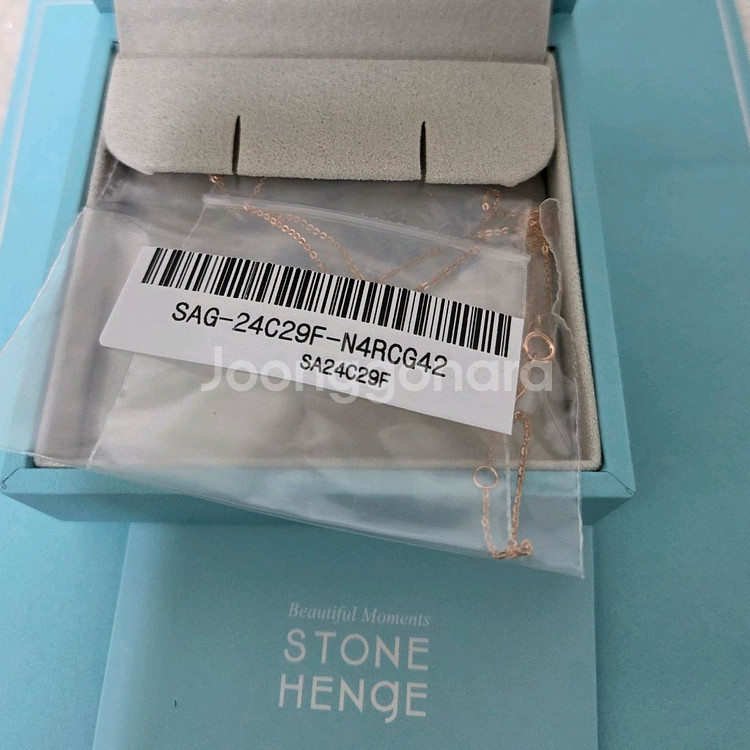 SAG-24C29F-N4RCG42
SA24C29F
Joonggonara
Beautiful Moments
STONE
HENgE